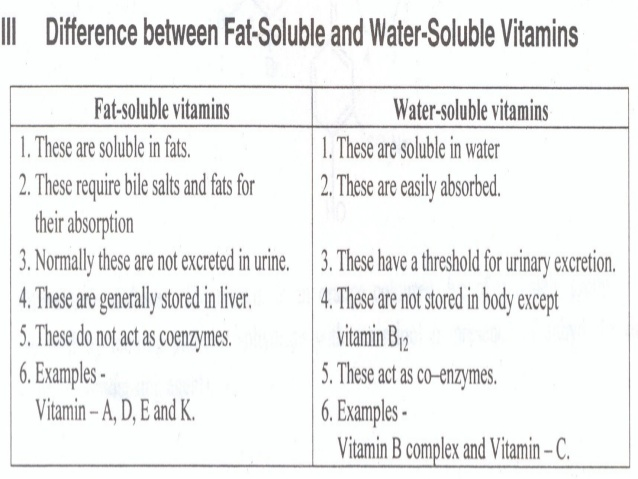 III Difference between Fat-Soluble and Water-Soluble Vitamins
Fat-soluble vitamins
1. These are soluble in fats.
2. These require bile salts and fats for
their absorption
3. Normally these are not excreted in urine.
4. These are generally stored in liver.
5. These do not act as coenzymes.
6. Examples -
Vitamin – A, D, E and K.
Water-soluble vitamins
1. These are soluble in water
2. These are easily absorbed.
3. These have a threshold for urinary excretion.
4. These are not stored in body except
vitamin B₁₂
5. These act as co–enzymes.
6. Examples -
Vitamin B complex and Vitamin – C.